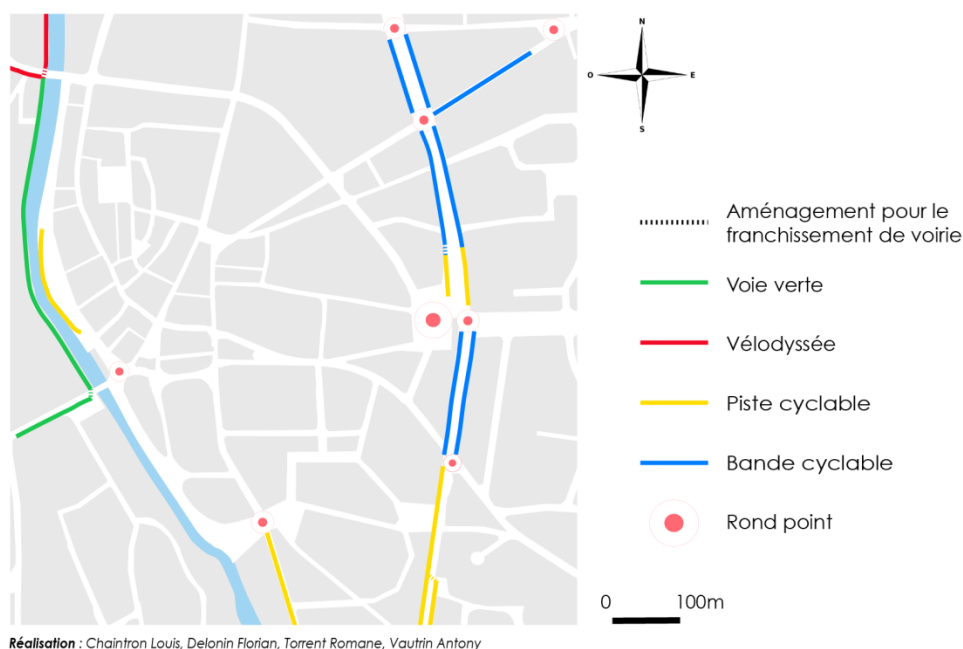 N
O
E
S
Aménagement pour le
franchissement de voirie
Voie verte
Vélodyssée
Piste cyclable
Bande cyclable
Rond point
0 100m
Réalisation : Chaintron Louis, Delonin Florian, Torrent Romane, Vautrin Antony